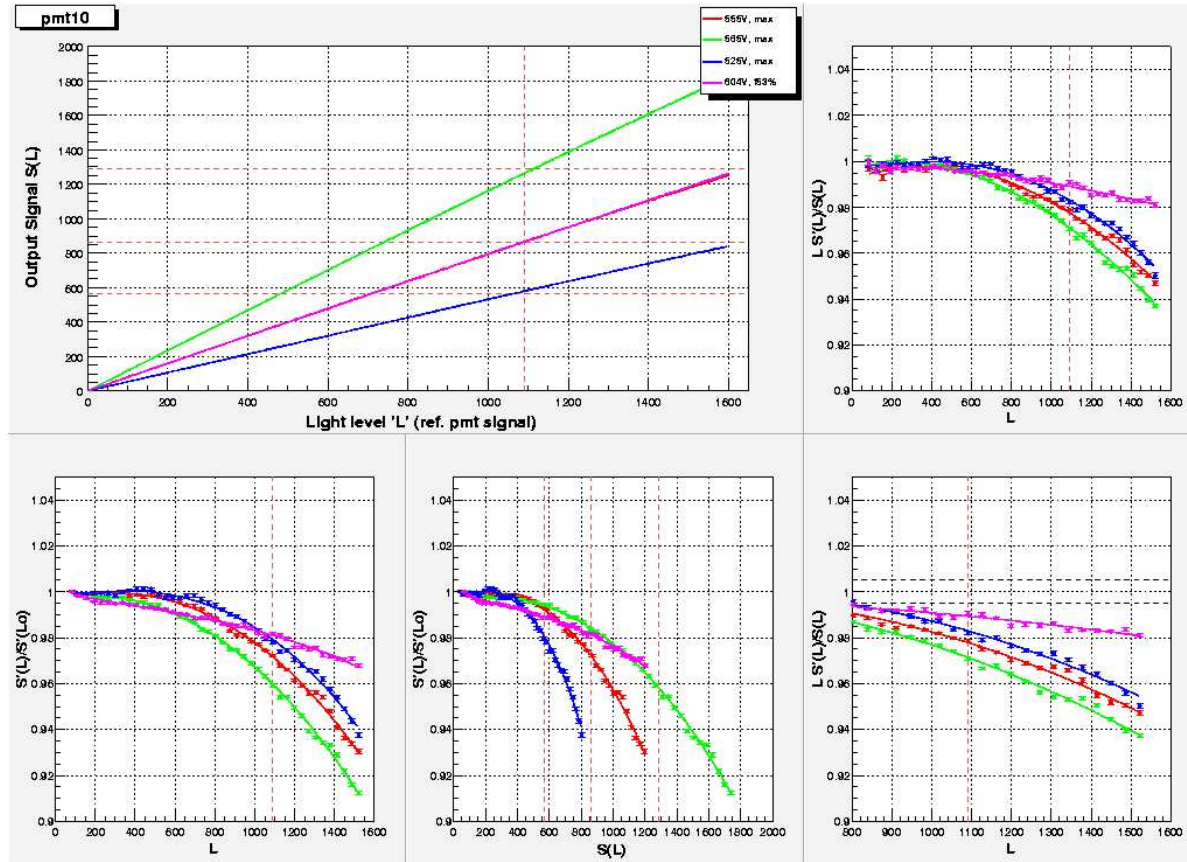 pmt10
555V, max
585V, max
525V, max
604V,
2000
1800
1600
1400
1200
1000
800
600
400
200
0
Output Signal S(L)
0 200 400 600 800 1000 1200 1400 1600
Light level 'L' (ref. pmt signal)
1.04
1.02
1
0.98
0.96
0.94
0.92
0.9
L S'(L)/S(L)
0 200 400 600 800 1000 1200 1400 1600
L
1.04
1.02
1
0.98
0.96
0.94
0.92
0.9
S'(L)/S'(Lo)
0 200 400 600 800 1000 1200 1400 1600
L
1.04
1.02
1
0.98
0.96
0.94
0.92
0.9
S'(L)/S'(Lo)
0 200 400 600 800 1000 1200 1400 1600 1800 2000
S(L)
1.04
1.02
1
0.98
0.96
0.94
0.92
0.9
L S'(L)/S(L)
800 900 1000 1100 1200 1300 1400 1500 1600
L